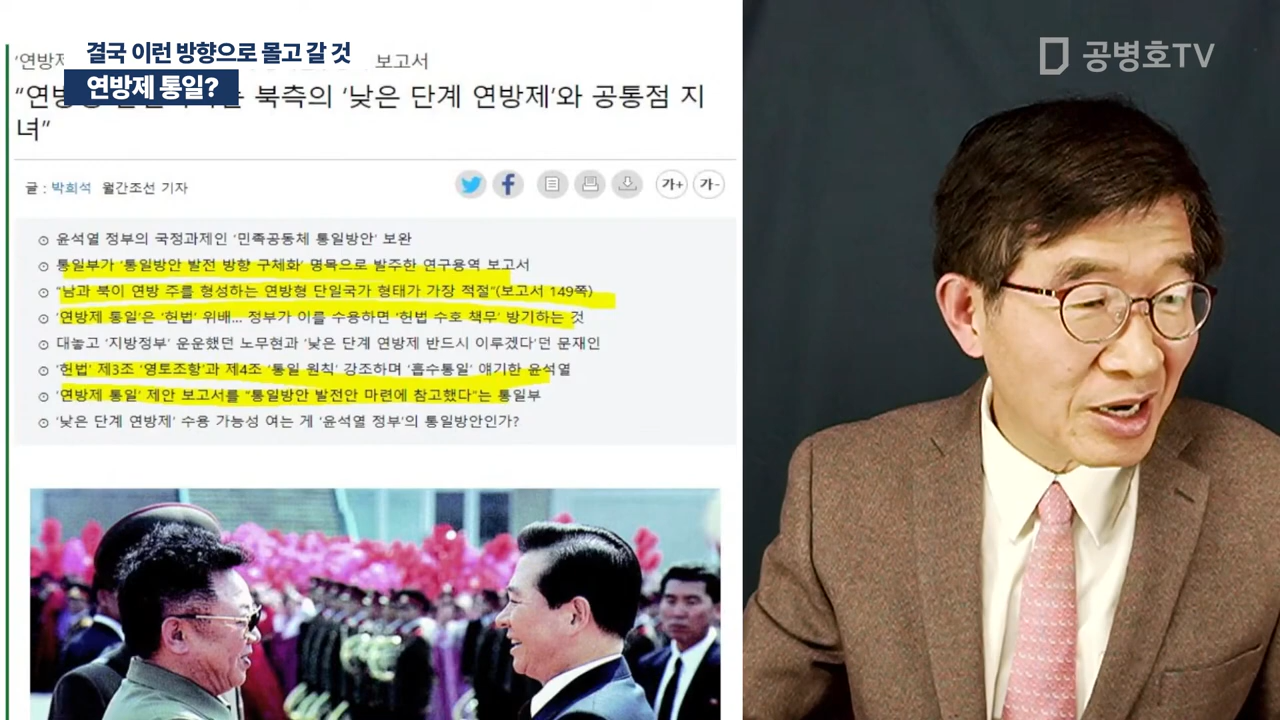 결국 이런 방향으로 몰고 갈 것
연방제 통일?
공병호TV
'연방제 보고서
“연방 북측의 ‘낮은 단계 연방제’와 공통점 지
녀”
글 : 박희석 월간조선 기자
가+ 가-
윤석열 정부의 국정과제인 ‘민족공동체 통일방안’ 보완
통일부가 ‘통일방안 발전 방향 구체화’ 명목으로 발주한 연구용역 보고서
“남과 북이 연방 주를 형성하는 연방형 단일국가 형태가 가장 적절”(보고서 149쪽)
‘연방제 통일’은 ‘헌법’ 위배... 정부가 이를 수용하면 ‘헌법 수호 책무’ 방기하는 것
대놓고 ‘지방정부’ 운운했던 노무현과 ‘낮은 단계 연방제 반드시 이루겠다’던 문재인
‘헌법’ 제3조 ‘영토조항’과 제4조 ‘통일 원칙’ 강조하며 ‘흡수통일’ 얘기한 윤석열
‘연방제 통일’ 제안 보고서를 “통일방안 발전안 마련에 참고했다”는 통일부
‘낮은 단계 연방제’ 수용 가능성 여는 게 ‘윤석열 정부’의 통일방안인가?